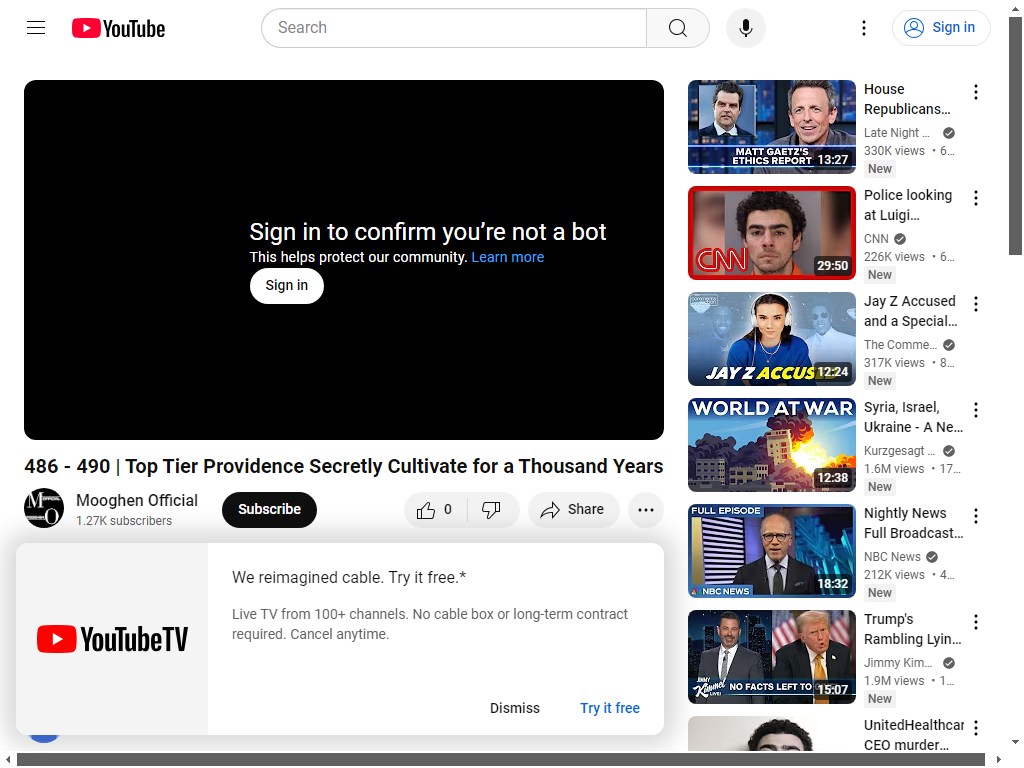 YouTube
Search
Sign in
Sign in to confirm you’re not a bot
This helps protect our community. Learn more
Sign in
486 - 490 | Top Tier Providence Secretly Cultivate for a Thousand Years
Mooghen Official
1.27K subscribers
Subscribe
0
Share
We reimagined cable. Try it free.*
Live TV from 100+ channels. No cable box or long-term contract
required. Cancel anytime.
YouTubeTV
Dismiss
Try it free
MATT GAETZ'S
ETHICS REPORT
13:27
House
Republicans…
Late Night …
330K views • 6…
New
CNN
29:50
Police looking
at Luigi…
CNN
226K views • 6…
New
JAY Z ACCUS
12:24
Jay Z Accused
and a Special…
The Comme…
317K views • 8…
New
WORLD AT WAR
12:38
Syria, Israel,
Ukraine - A Ne…
Kurzgesagt …
1.6M views • 17…
New
FULL EPISODE
NBC NEWS
18:32
Nightly News
Full Broadcast…
NBC News
212K views • 4…
New
JIMMY
Kimmel
LIVE!
NO FACTS LEFT TO
15:07
Trump's
Rambling Lyin…
Jimmy Kim…
1.9M views • 1…
New
UnitedHealthcar
CEO murder…